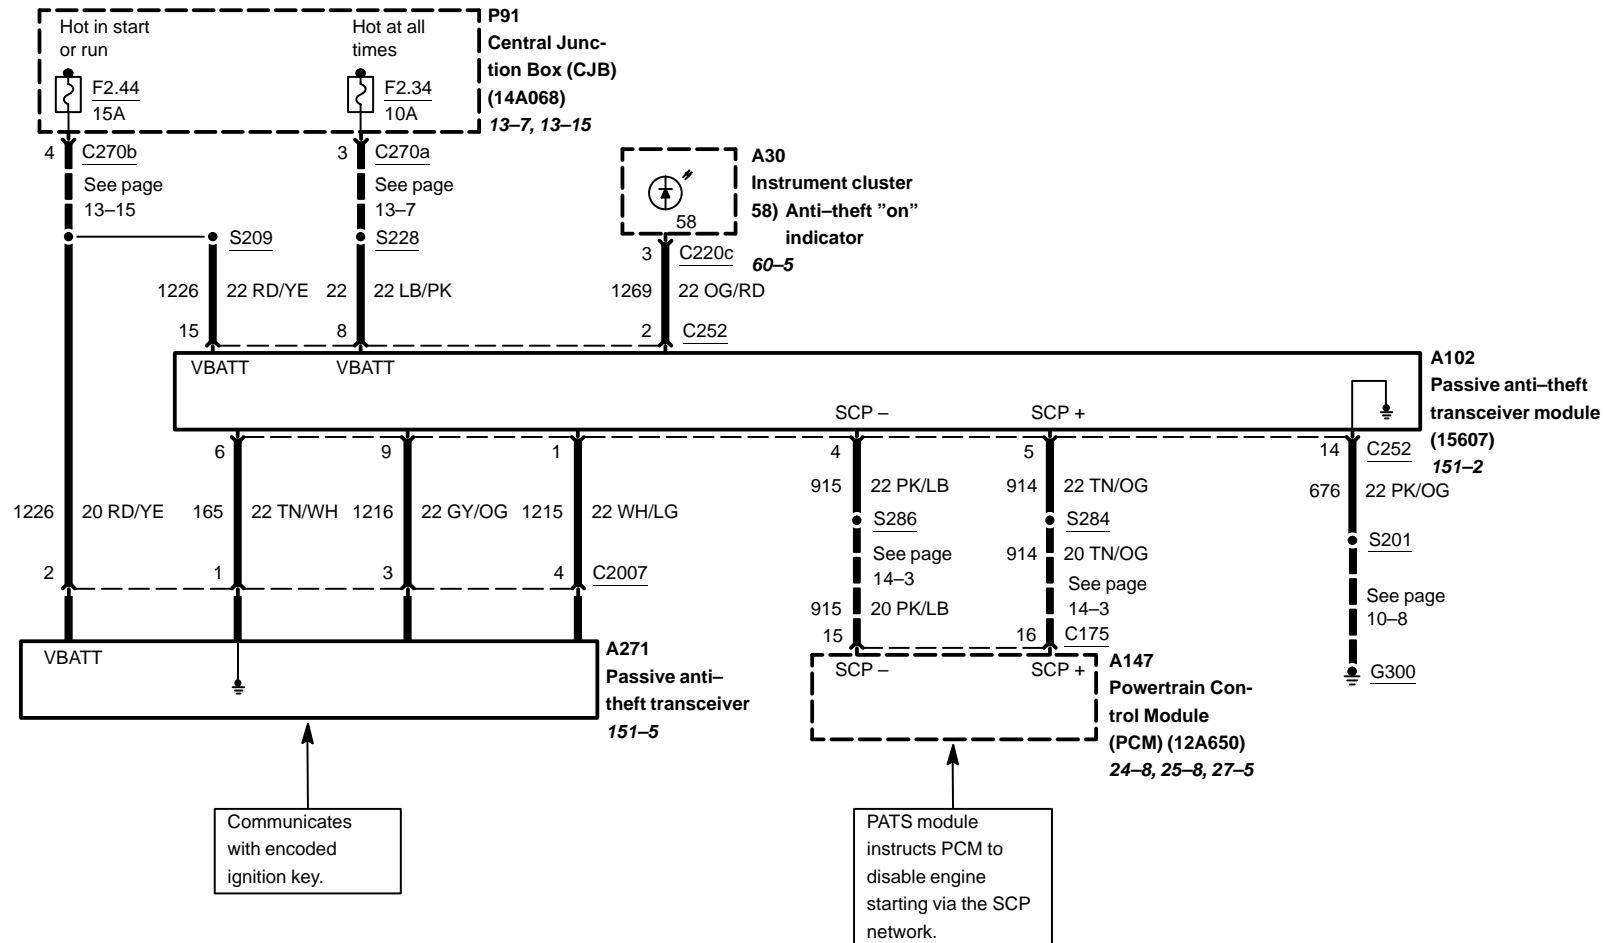 Hot in start
or run
F2.44
15A
Hot at all
times
F2.34
10A
P91
Central Junc-
tion Box (CJB)
(14A068)
13–7, 13–15
4 C270b
See page
13–15
3 C270a
See page
13–7
S209
S228
58
A30
Instrument cluster
58) Anti–theft ”on”
indicator
60–5
3 C220c
1226 22 RD/YE
22 22 LB/PK
1269 22 OG/RD
15
8
2 C252
VBATT
VBATT
SCP –
SCP +
A102
Passive anti–theft
transceiver module
(15607)
151–2
6
9
1
4
5
14 C252
915 22 PK/LB
914 22 TN/OG
676 22 PK/OG
1226 20 RD/YE
165 22 TN/WH
1216 22 GY/OG
1215 22 WH/LG
S286
S284
S201
See page
14–3
914 20 TN/OG
See page
14–3
915 20 PK/LB
See page
10–8
2
1
3
4 C2007
15
16 C175
G300
VBATT
A271
Passive anti–
theft transceiver
151–5
SCP –
SCP +
A147
Powertrain Con-
trol Module
(PCM) (12A650)
24–8, 25–8, 27–5
Communicates
with encoded
ignition key.
PATS module
instructs PCM to
disable engine
starting via the SCP
network.